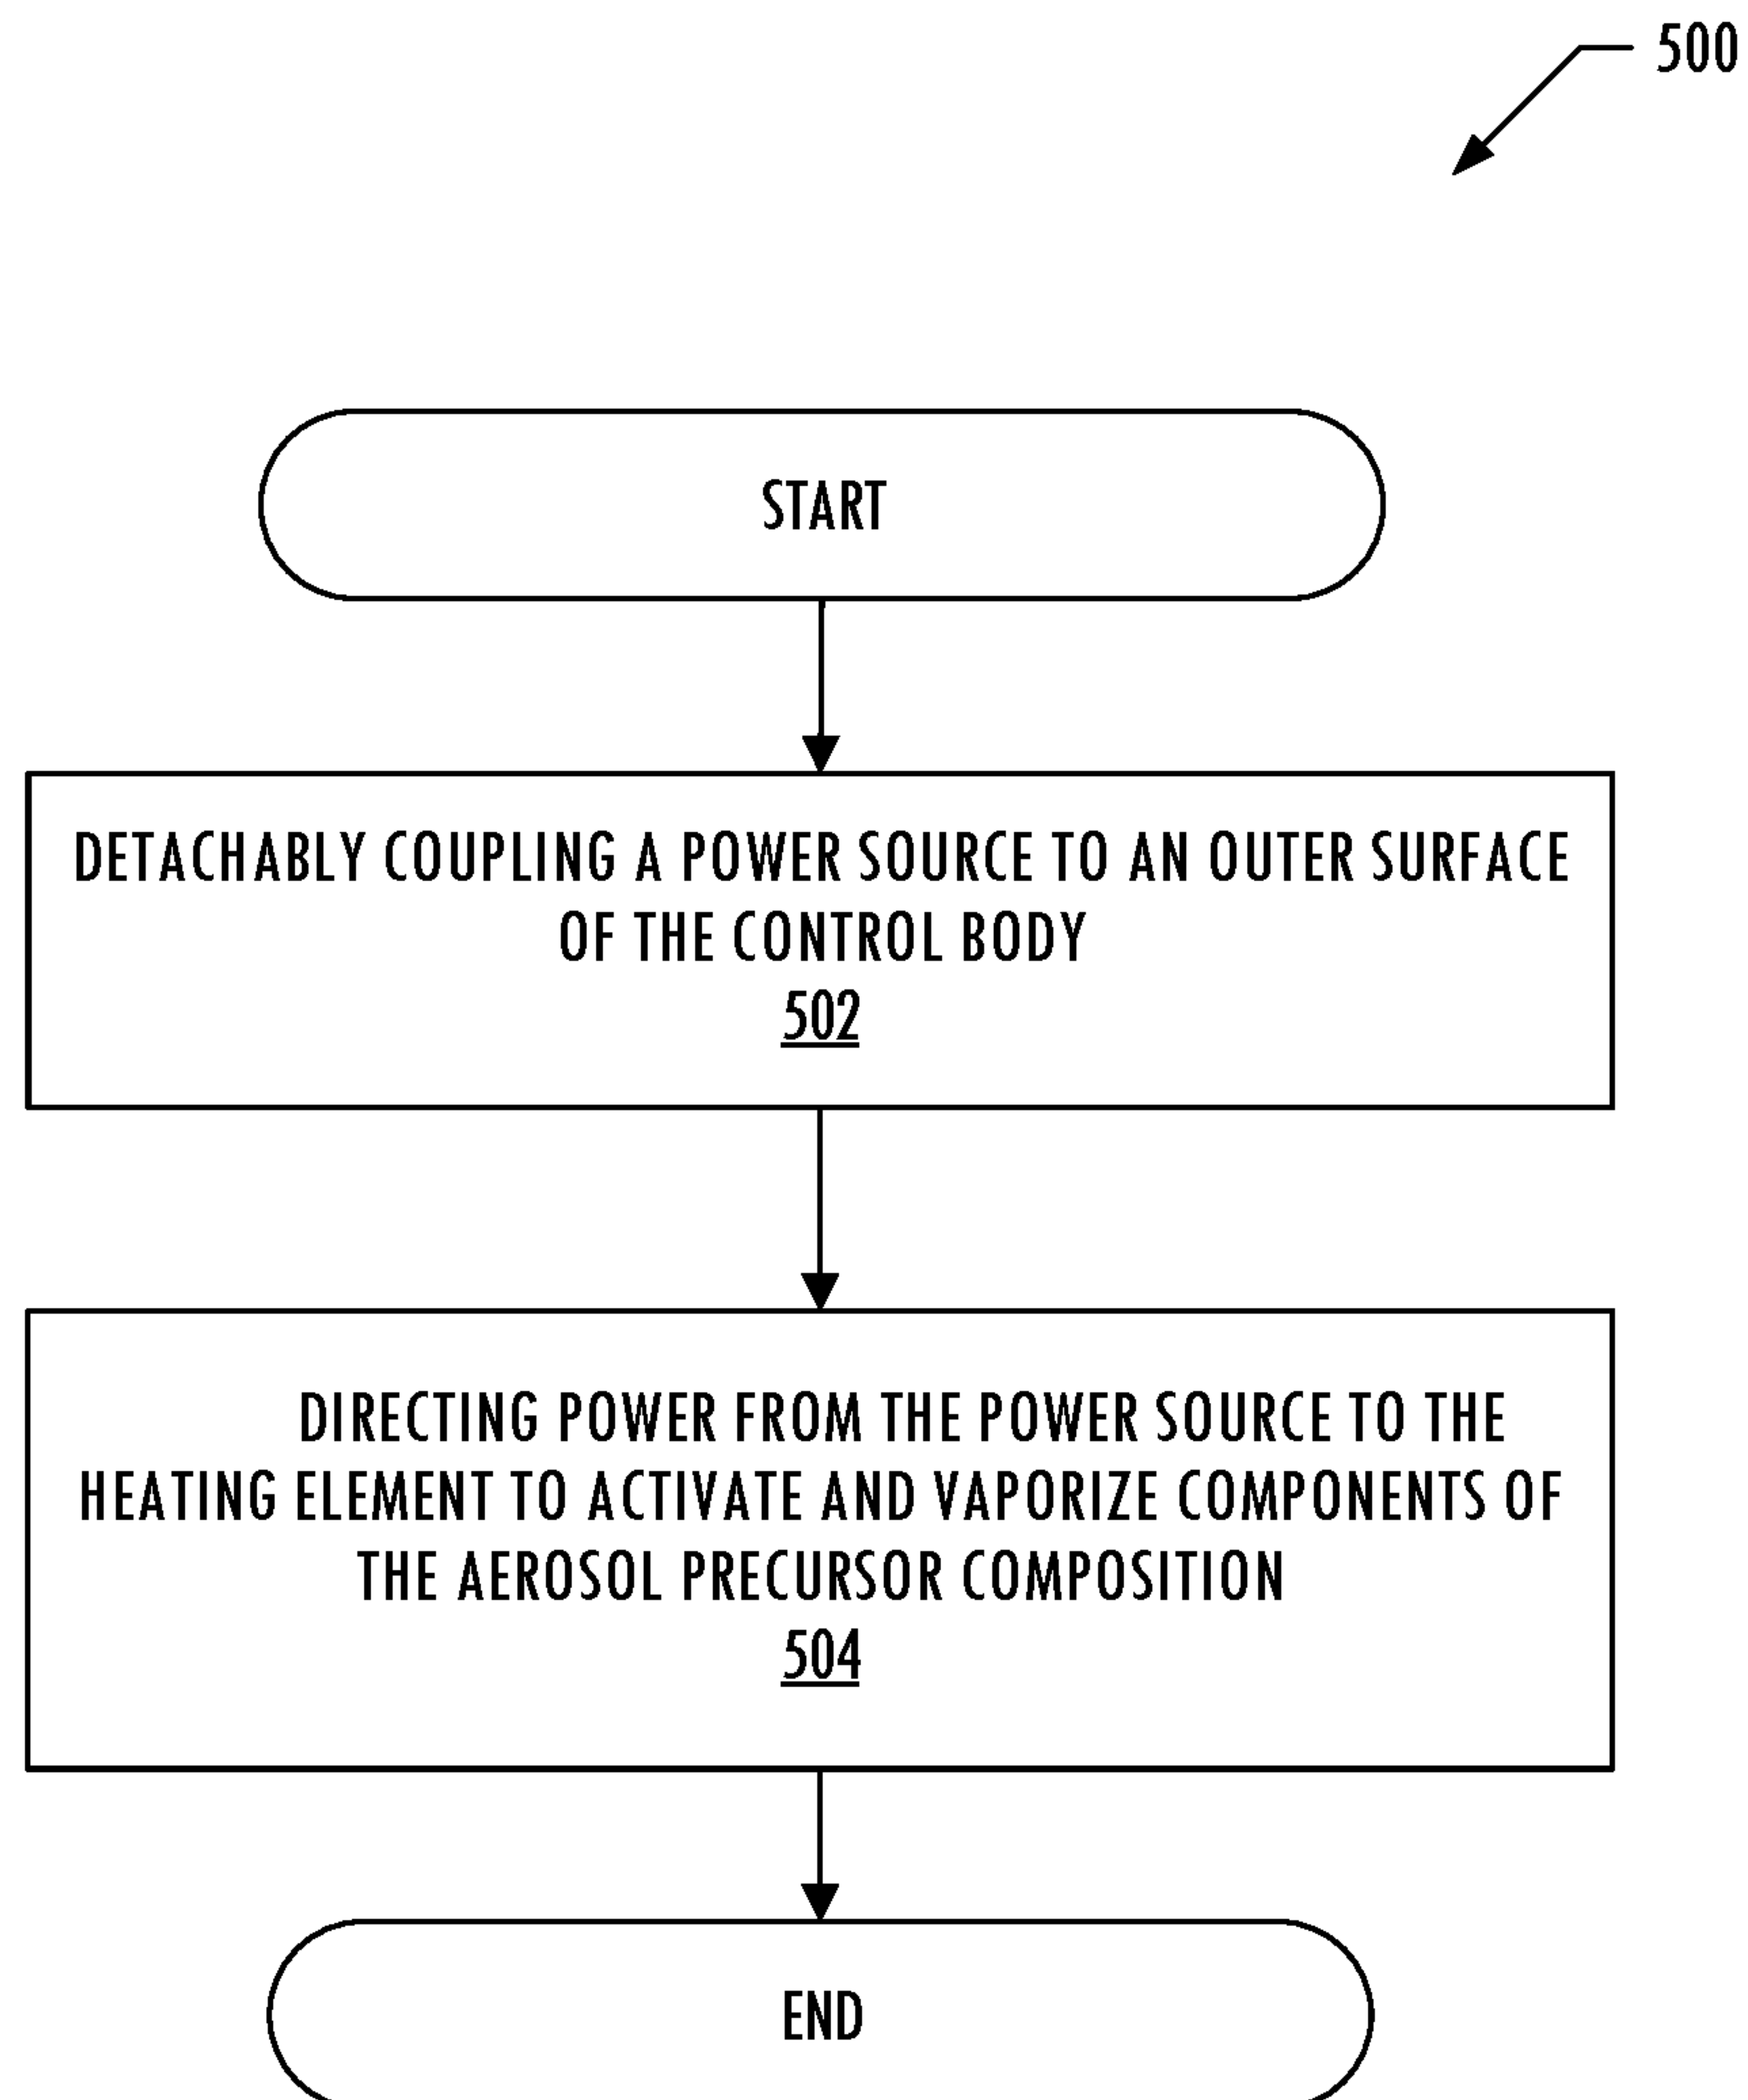 500
START
DETACHABLY COUPLING A POWER SOURCE TO AN OUTER SURFACE
OF THE CONTROL BODY
502
DIRECTING POWER FROM THE POWER SOURCE TO THE
HEATING ELEMENT TO ACTIVATE AND VAPORIZE COMPONENTS OF
THE AEROSOL PRECURSOR COMPOSITION
504
END